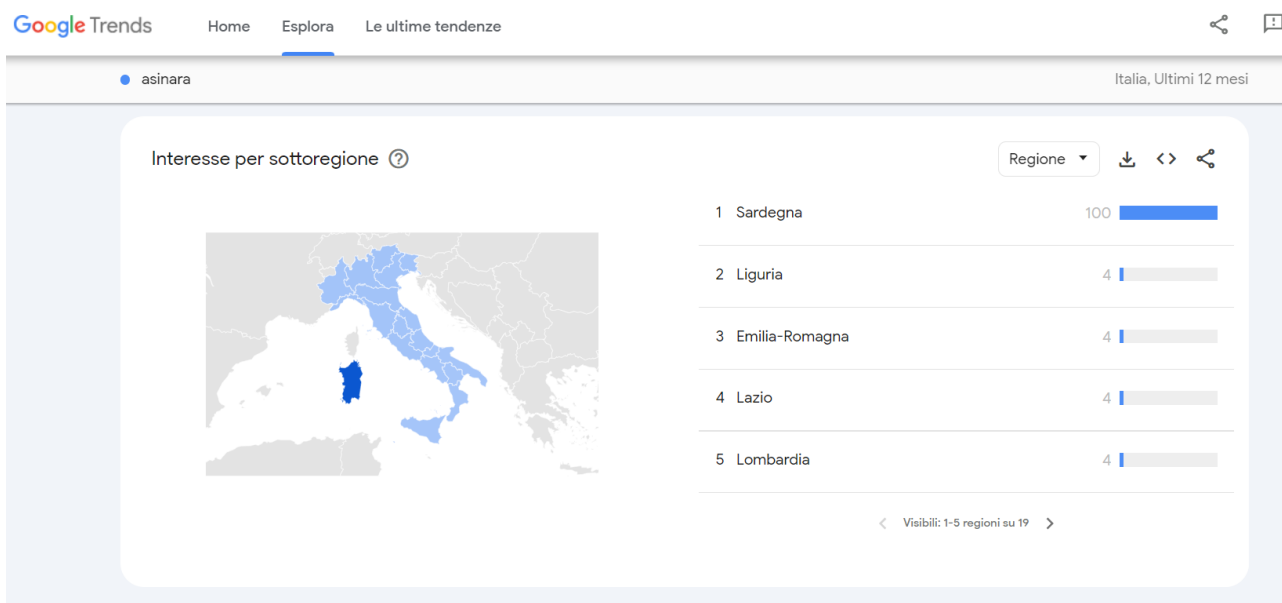 Google Trends Home Esplora Le ultime tendenze
asinara Italia, Ultimi 12 mesi
Interesse per sottoregione ? Regione
1 Sardegna 100
2 Liguria 4
3 Emilia-Romagna 4
4 Lazio 4
5 Lombardia 4
Visibili: 1-5 regioni su 19